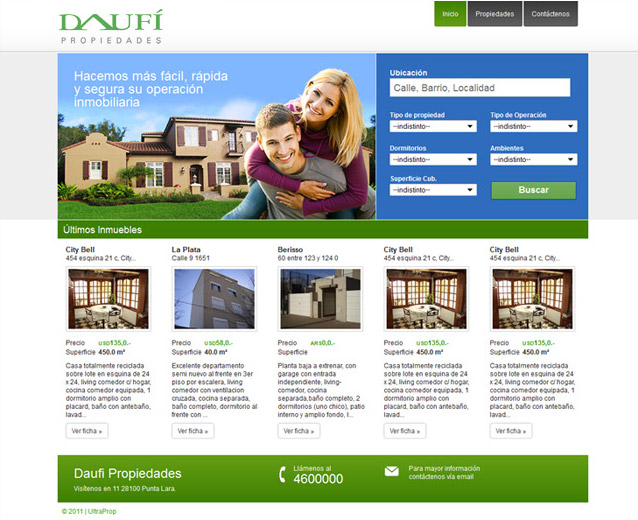 DAUFÍ
PROPIEDADES
Inicio
Propiedades
Contáctenos
Hacemos más fácil, rápida
y segura su operación
inmobiliaria
Ubicación
Calle, Barrio, Localidad
Tipo de propiedad
Tipo de Operación
--indistinto--
--indistinto--
Dormitorios
Ambientes
--indistinto--
--indistinto--
Superficie Cub.
--indistinto--
Buscar
Últimos Inmuebles
City Bell
454 esquina 21 c, City...
Precio USD135,0.-
Superficie 450.0 m²
Casa totalmente reciclada
sobre lote en esquina de 24
x 24, living comedor c/ hogar,
cocina comedor equipada, 1
dormitorio amplio con
placard, baño con antebaño,
lavad...
Ver ficha »
La Plata
Calle 9 1651
Precio USD58,0.-
Superficie 40.0 m²
Excelente departamento
semi nuevo al frente en 3er
piso por escalera, living
comedor con ventilacion
cruzada, cocina separada,
baño completo, dormitorio al
frente con ...
Ver ficha »
Berisso
60 entre 123 y 124 0
Precio ARS0,0.-
Superficie 100.0 m²
Planta baja a extrenar, con
garage con entrada
independiente, living-
comedor, cocina
separada,baño completo, 2
dormitorios (uno chico), patio
interno y amplio fondo, l...
Ver ficha »
City Bell
454 esquina 21 c, City...
Precio USD135,0.-
Superficie 450.0 m²
Casa totalmente reciclada
sobre lote en esquina de 24
x 24, living comedor c/ hogar,
cocina comedor equipada, 1
dormitorio amplio con
placard, baño con antebaño,
lavad...
Ver ficha »
City Bell
454 esquina 21 c, City...
Precio USD135,0.-
Superficie 450.0 m²
Casa totalmente reciclada
sobre lote en esquina de 24
x 24, living comedor c/ hogar,
cocina comedor equipada, 1
dormitorio amplio con
placard, baño con antebaño,
lavad...
Ver ficha »
Daufi Propiedades
Visítenos en 11 28100 Punta Lara.
Llámenos al
4600000
Para mayor información
contáctenos vía email
© 2011 | UltraProp